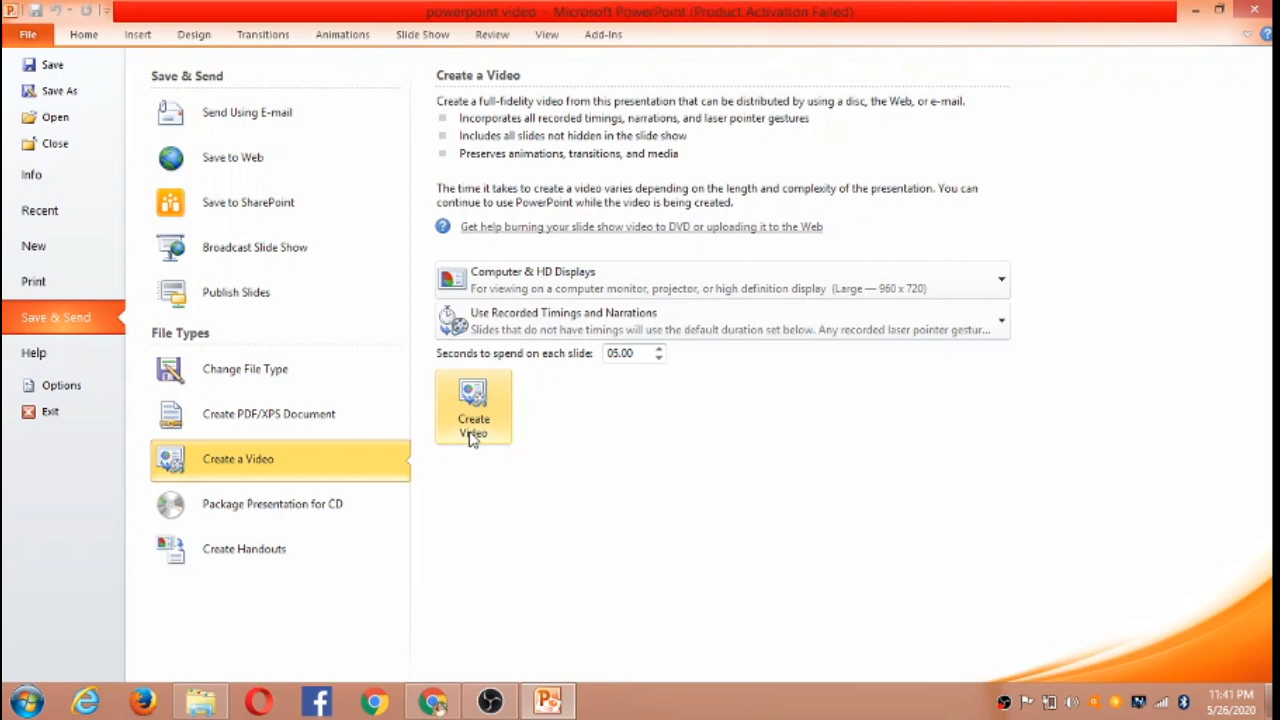 powerpoint video - Microsoft PowerPoint (Product Activation Failed)
File Home Insert Design Transitions Animations Slide Show Review View Add-Ins
Save
Save As
Open
Close
Info
Recent
New
Print
Save & Send
Help
Options
Exit
Save & Send
Send Using E-mail
Save to Web
Save to SharePoint
Broadcast Slide Show
Publish Slides
File Types
Change File Type
Create PDF/XPS Document
Create a Video
Package Presentation for CD
Create Handouts
Create a Video
Create a full-fidelity video from this presentation that can be distributed by using a disc, the Web, or e-mail.
Incorporates all recorded timings, narrations, and laser pointer gestures
Includes all slides not hidden in the slide show
Preserves animations, transitions, and media
The time it takes to create a video varies depending on the length and complexity of the presentation. You can
continue to use PowerPoint while the video is being created.
Get help burning your slide show video to DVD or uploading it to the Web
Computer & HD Displays
For viewing on a computer monitor, projector, or high definition display (Large — 960 x 720)
Use Recorded Timings and Narrations
Slides that do not have timings will use the default duration set below. Any recorded laser pointer gestur...
Seconds to spend on each slide: 05.00
Create
Video
11:41 PM
5/26/2020